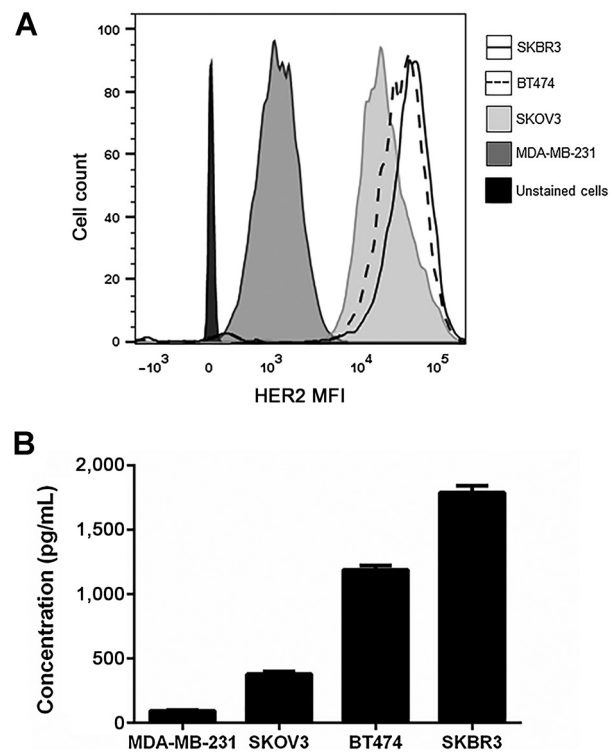 A
100
80
60
40
20
0
Cell count
−10³ 0 10³ 10⁴ 10⁵
HER2 MFI
SKBR3
BT474
SKOV3
MDA-MB-231
Unstained cells
B
2,000
1,500
1,000
500
0
Concentration (pg/mL)
MDA-MB-231 SKOV3 BT474 SKBR3